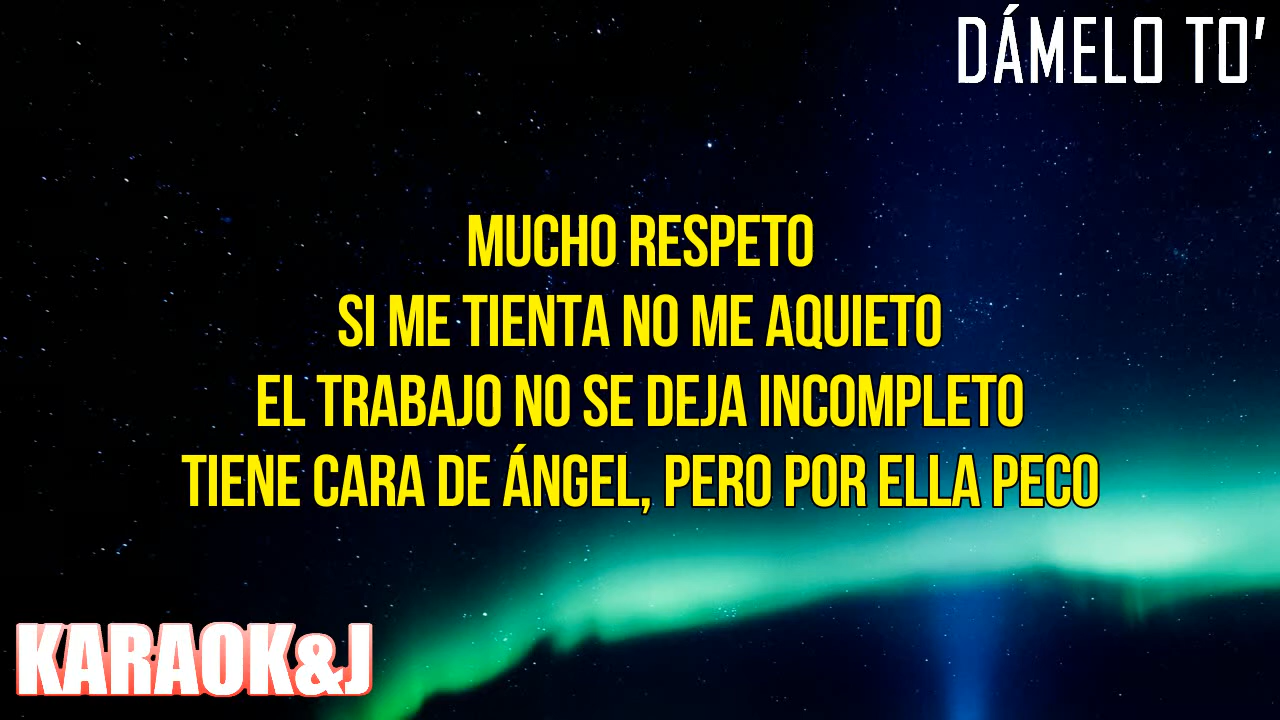 DÁMELO TO'
MUCHO RESPETO
SI ME TIENTA NO ME AQUIETO
EL TRABAJO NO SE DEJA INCOMPLETO
TIENE CARA DE ÁNGEL, PERO POR ELLA PECO
KARAOK&J